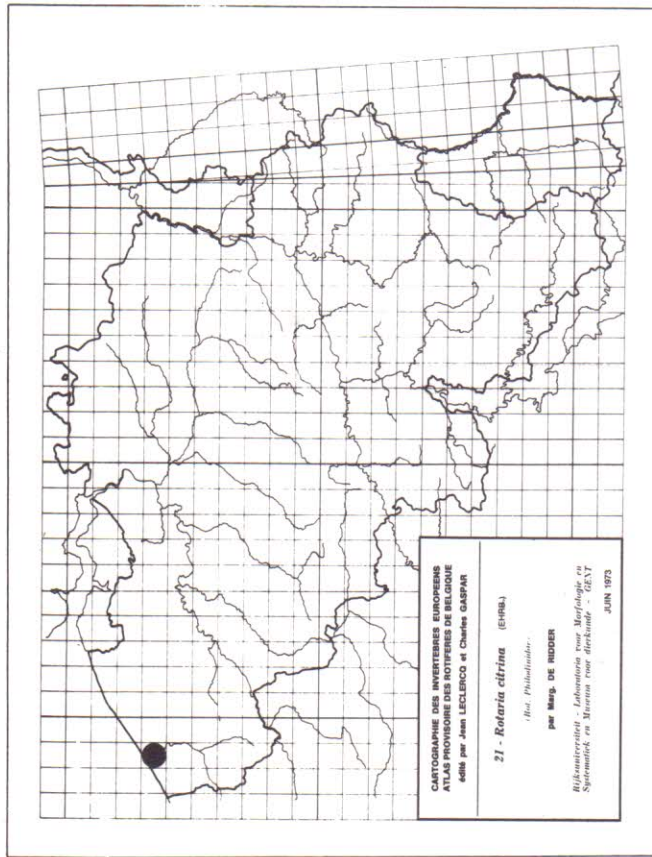 CARTOGRAPHIE DES INVERTEBRES EUROPEENS
ATLAS PROVISOIRE DES ROTIFERES DE BELGIQUE
édité par Jean LECLERCQ et Charles GASPAR
21 - Rotaria citrina (EHRB.)
(Rot. Philodinidae)
par Marg. DE RIDDER
Rijksuniversiteit - Laboratoria voor Morfologie en
Systematiek en Museum voor dierkunde - GENT
JUIN 1973